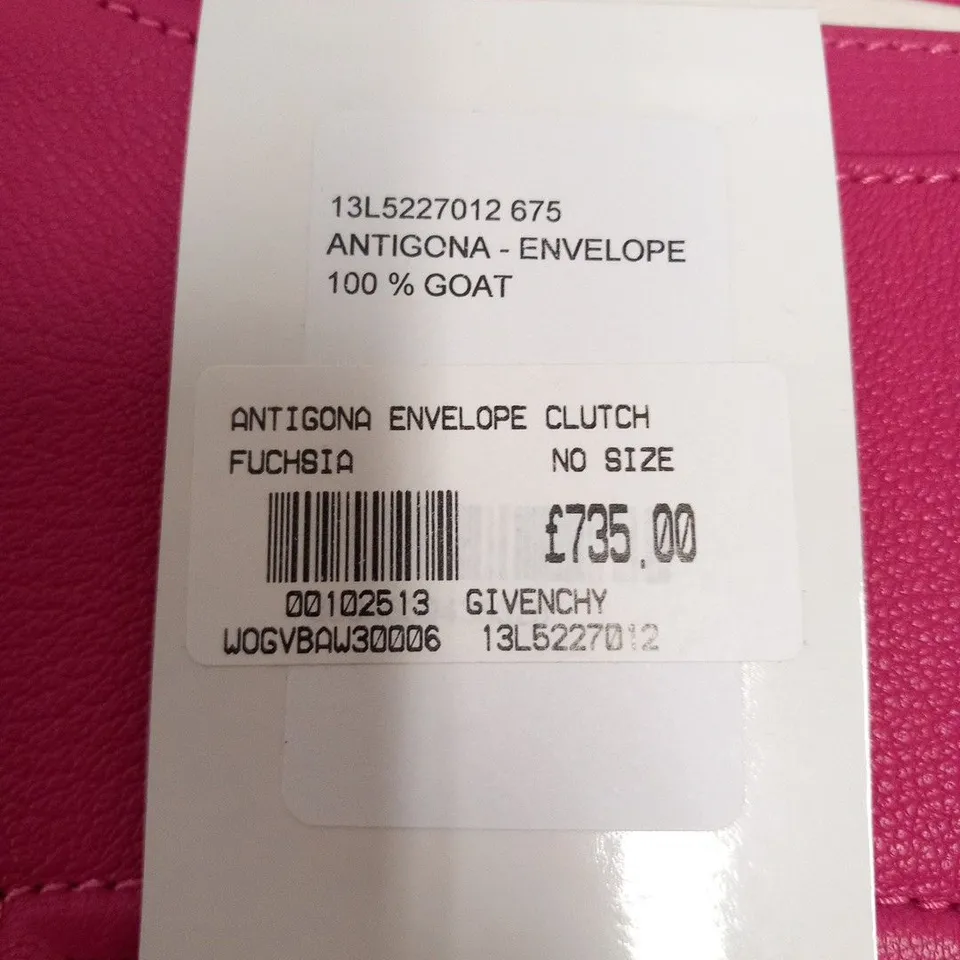 13L5227012 675
ANTIGONA - ENVELOPE
100 % GOAT
ANTIGONA ENVELOPE CLUTCH
FUCHSIA NO SIZE
£735.00
00102513 GIVENCHY
WOGVBAW30006 13L5227012